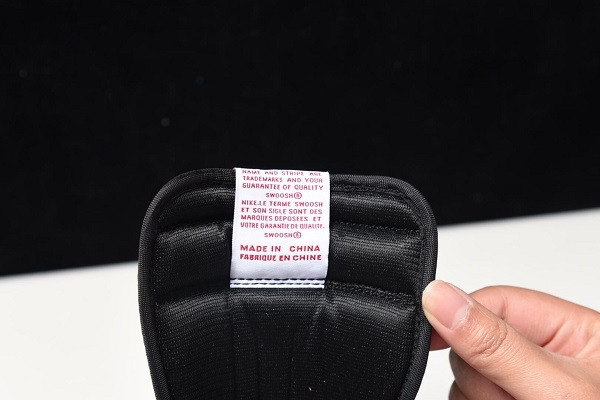 NAME AND STRIPE ARE
TRADEMARKS AND YOUR
GUARANTEE OF QUALITY
SWOOSH®
NIKE.LE TERME SWOOSH
ET SON SIGLE SONT DES
MARQUES DEPOSEES ET
VOTRE GARANTIE DE QUALITE.
SWOOSH®
MADE IN CHINA
FABRIQUE EN CHINE